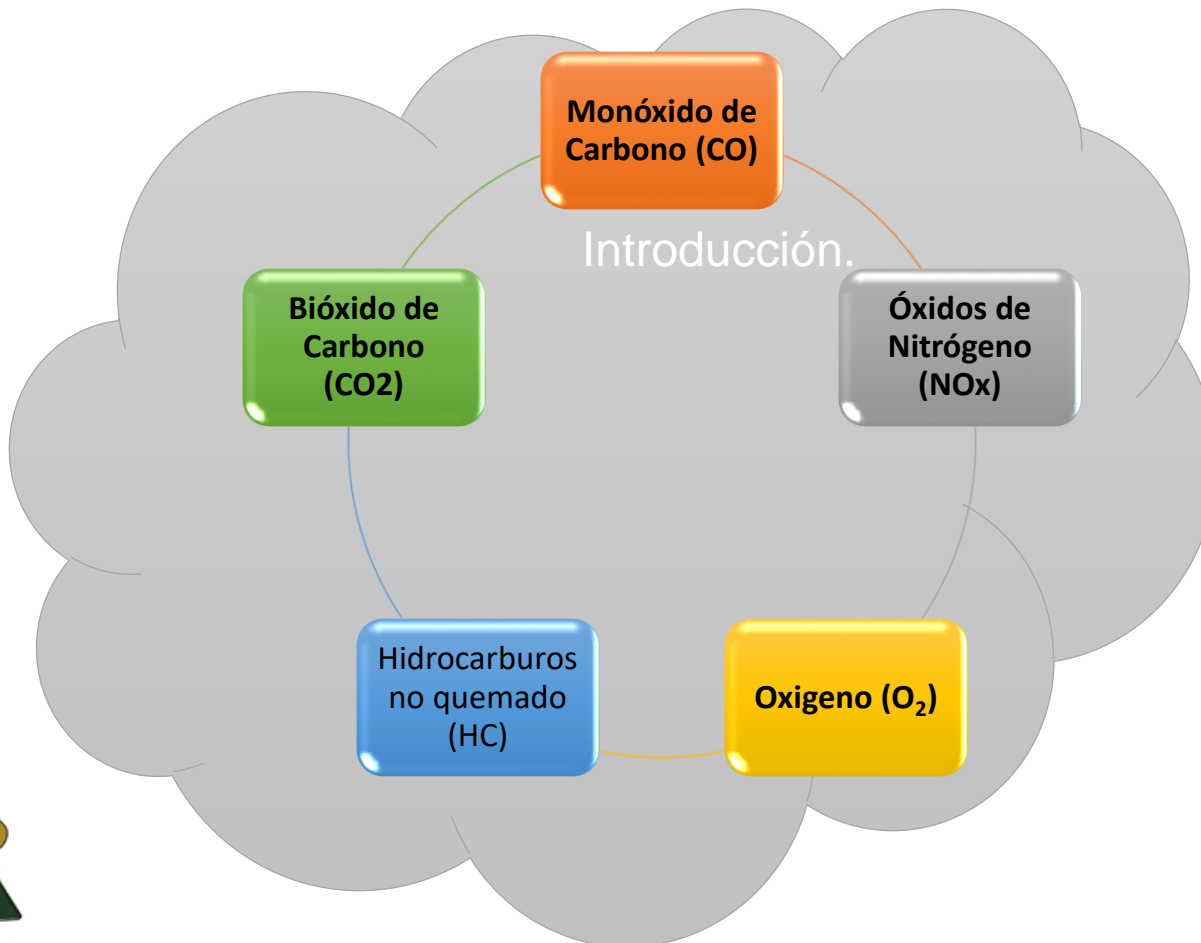 Monóxido de
Carbono (CO)
Introducción.
Bióxido de
Carbono
(CO2)
Óxidos de
Nitrógeno
(NOx)
Hidrocarburos
no quemado
(HC)
Oxigeno (O₂)